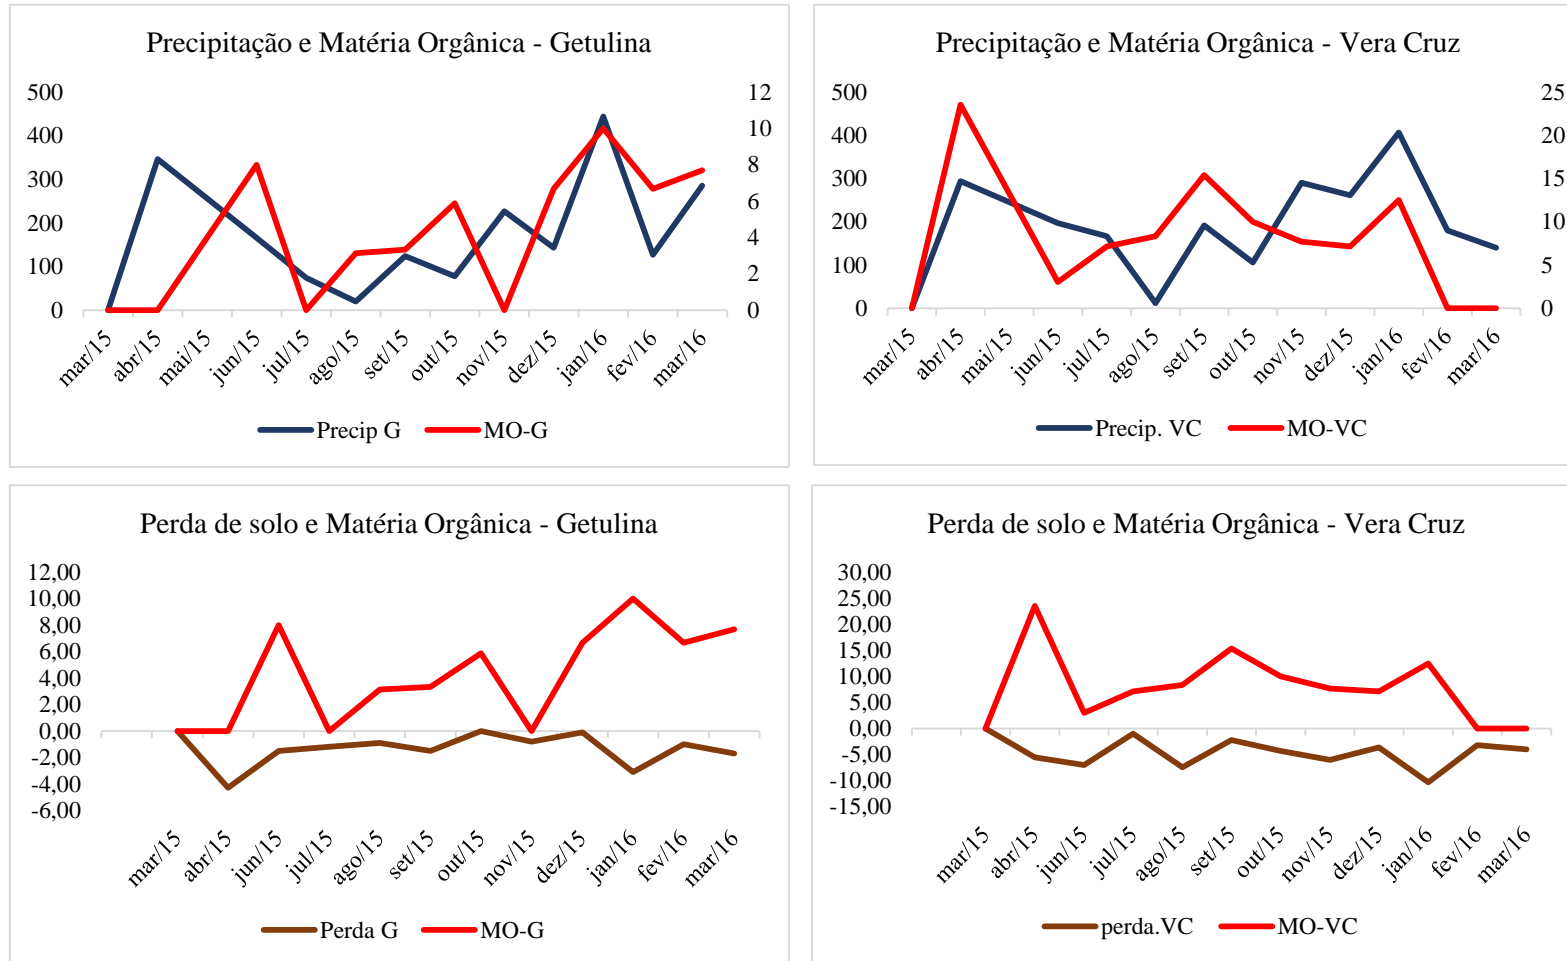 Precipitação e Matéria Orgânica - Getulina
500
400
300
200
100
0
12
10
8
6
4
2
0
mar/15
abr/15
mai/15
jun/15
jul/15
ago/15
set/15
out/15
nov/15
dez/15
jan/16
fev/16
mar/16
Precip G
MO-G
Precipitação e Matéria Orgânica - Vera Cruz
500
400
300
200
100
0
25
20
15
10
5
0
mar/15
abr/15
mai/15
jun/15
jul/15
ago/15
set/15
out/15
nov/15
dez/15
jan/16
fev/16
mar/16
Precip. VC
MO-VC
Perda de solo e Matéria Orgânica - Getulina
12,00
10,00
8,00
6,00
4,00
2,00
0,00
-2,00
-4,00
-6,00
mar/15
abr/15
jun/15
jul/15
ago/15
set/15
out/15
nov/15
dez/15
jan/16
fev/16
mar/16
Perda G
MO-G
Perda de solo e Matéria Orgânica - Vera Cruz
30,00
25,00
20,00
15,00
10,00
5,00
0,00
-5,00
-10,00
-15,00
mar/15
abr/15
jun/15
jul/15
ago/15
set/15
out/15
nov/15
dez/15
jan/16
fev/16
mar/16
perda.VC
MO-VC